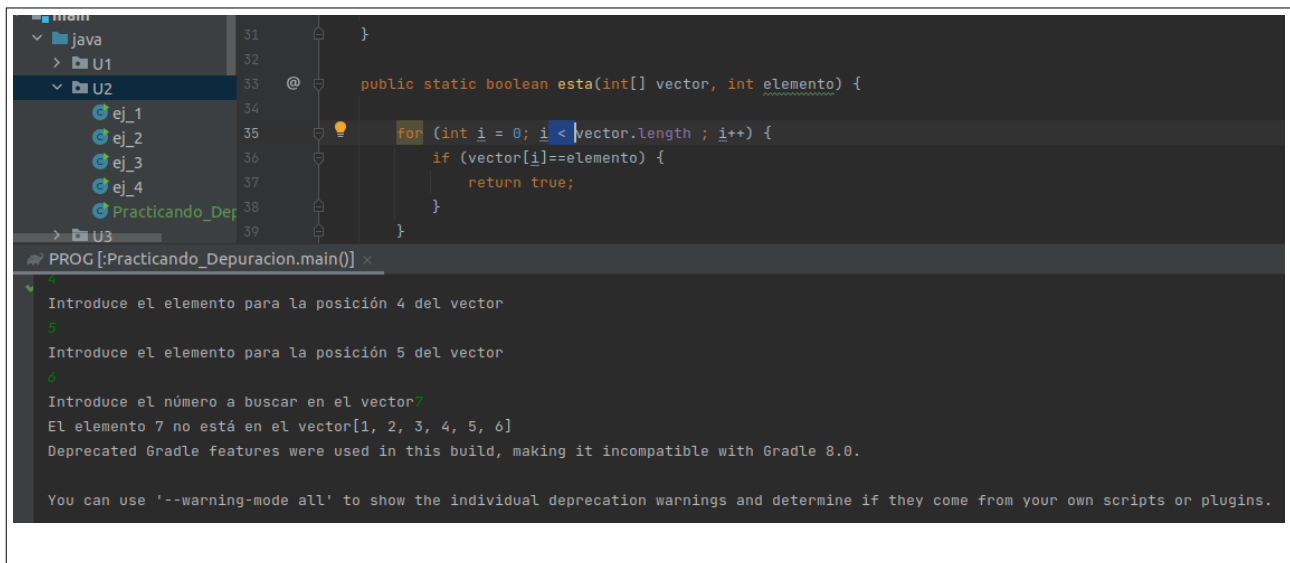 main
java
U1
U2
ej_1
ej_2
ej_3
ej_4
Practicando_Dep
U3
31 }
32
33 @ public static boolean esta(int[] vector, int elemento) {
34
35 for (int i = 0; i < vector.length ; i++) {
36 if (vector[i]==elemento) {
37 return true;
38 }
39 }
PROG [:Practicando_Depuracion.main()] ×
4
Introduce el elemento para la posición 4 del vector
5
Introduce el elemento para la posición 5 del vector
6
Introduce el número a buscar en el vector7
El elemento 7 no está en el vector[1, 2, 3, 4, 5, 6]
Deprecated Gradle features were used in this build, making it incompatible with Gradle 8.0.
You can use '--warning-mode all' to show the individual deprecation warnings and determine if they come from your own scripts or plugins.